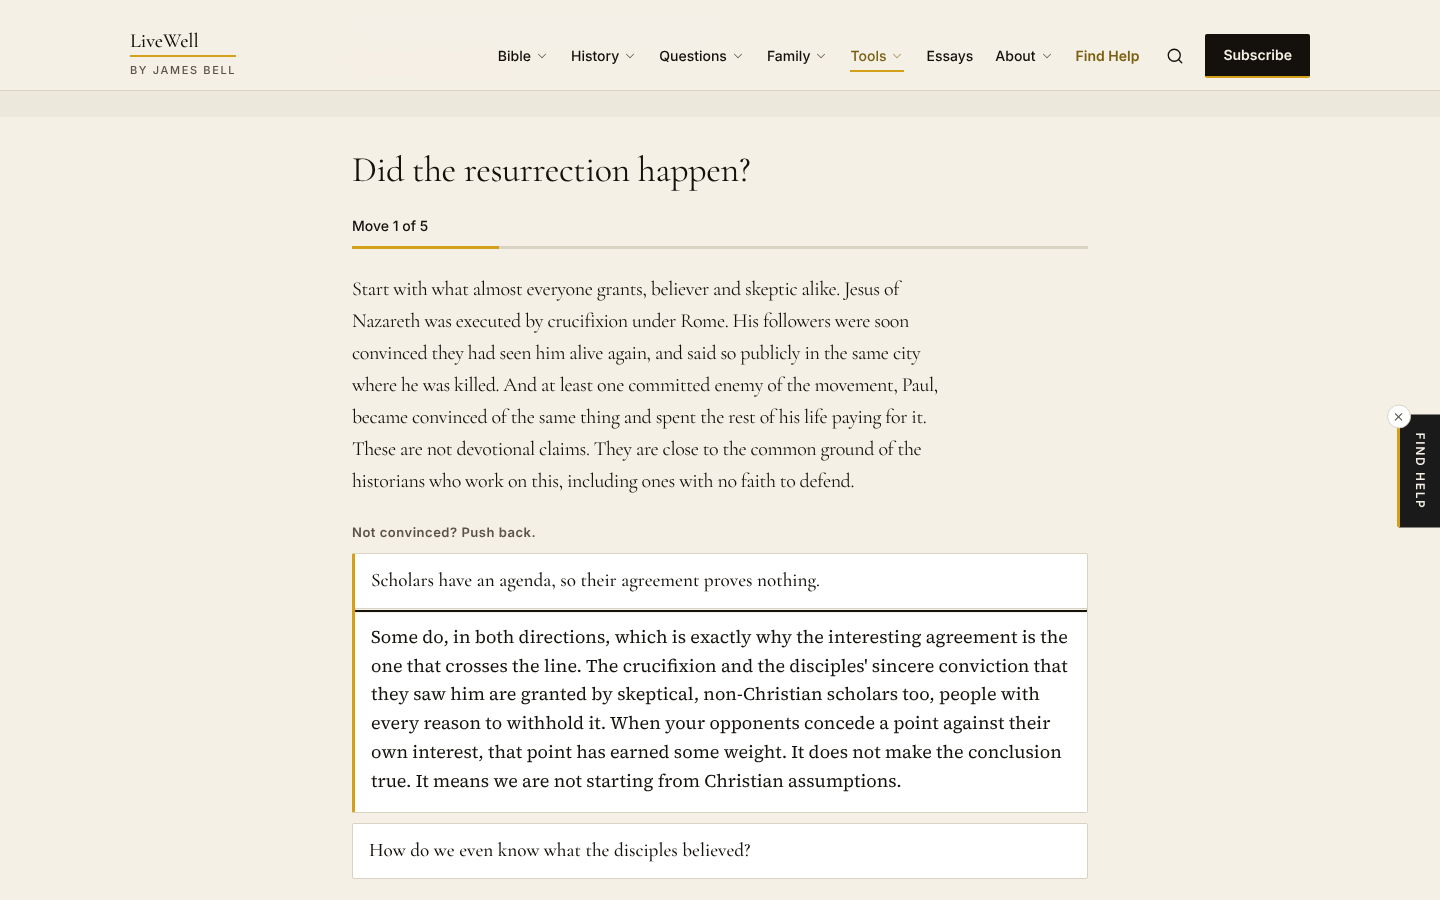 LiveWell
BY JAMES BELL
Bible
History
Questions
Family
Tools
Essays
About
Find Help
Subscribe
Did the resurrection happen?
Move 1 of 5
Start with what almost everyone grants, believer and skeptic alike. Jesus of
Nazareth was executed by crucifixion under Rome. His followers were soon
convinced they had seen him alive again, and said so publicly in the same city
where he was killed. And at least one committed enemy of the movement, Paul,
became convinced of the same thing and spent the rest of his life paying for it.
These are not devotional claims. They are close to the common ground of the
historians who work on this, including ones with no faith to defend.
Not convinced? Push back.
Scholars have an agenda, so their agreement proves nothing.
Some do, in both directions, which is exactly why the interesting agreement is the
one that crosses the line. The crucifixion and the disciples' sincere conviction that
they saw him are granted by skeptical, non-Christian scholars too, people with
every reason to withhold it. When your opponents concede a point against their
own interest, that point has earned some weight. It does not make the conclusion
true. It means we are not starting from Christian assumptions.
How do we even know what the disciples believed?
FIND HELP